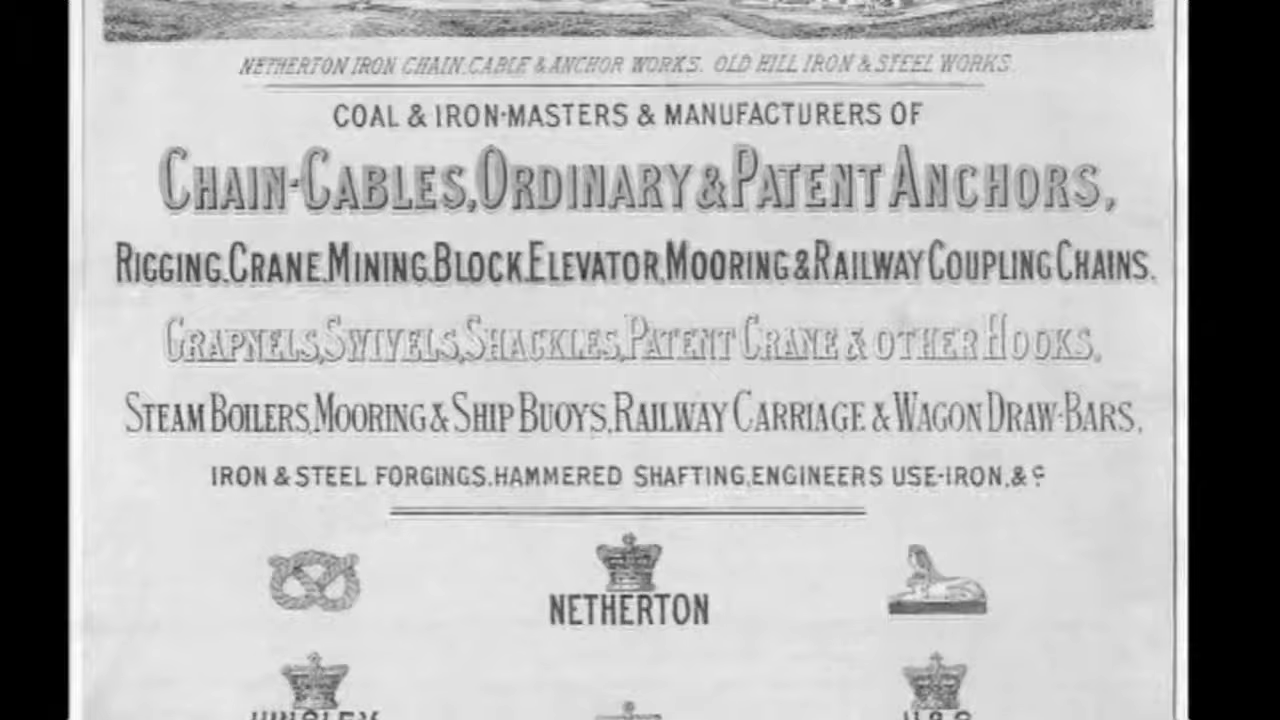 NETHERTON IRON CHAIN, CABLE & ANCHOR WORKS. OLD HILL IRON & STEEL WORKS.
COAL & IRON-MASTERS & MANUFACTURERS OF
CHAIN-CABLES, ORDINARY & PATENT ANCHORS,
RIGGING, CRANE, MINING, BLOCK, ELEVATOR, MOORING & RAILWAY COUPLING CHAINS.
GRAPNELS, SWIVELS, SHACKLES, PATENT CRANE & OTHER HOOKS,
STEAM BOILERS, MOORING & SHIP BUOYS, RAILWAY CARRIAGE & WAGON DRAW-BARS,
IRON & STEEL FORGINGS, HAMMERED SHAFTING, ENGINEERS USE-IRON, &c
NETHERTON
HINGLEY